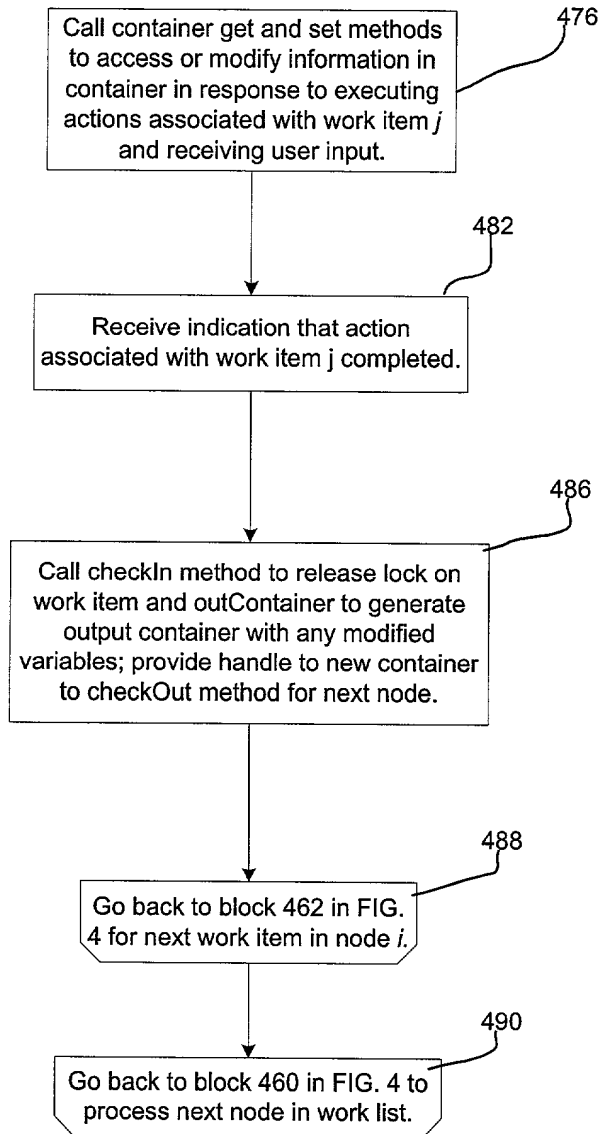 Call container get and set methods
to access or modify information in
container in response to executing
actions associated with work item j
and receiving user input.
476
482
Receive indication that action
associated with work item j completed.
486
Call checkIn method to release lock on
work item and outContainer to generate
output container with any modified
variables; provide handle to new container
to checkOut method for next node.
488
Go back to block 462 in FIG.
4 for next work item in node i.
490
Go back to block 460 in FIG. 4 to
process next node in work list.